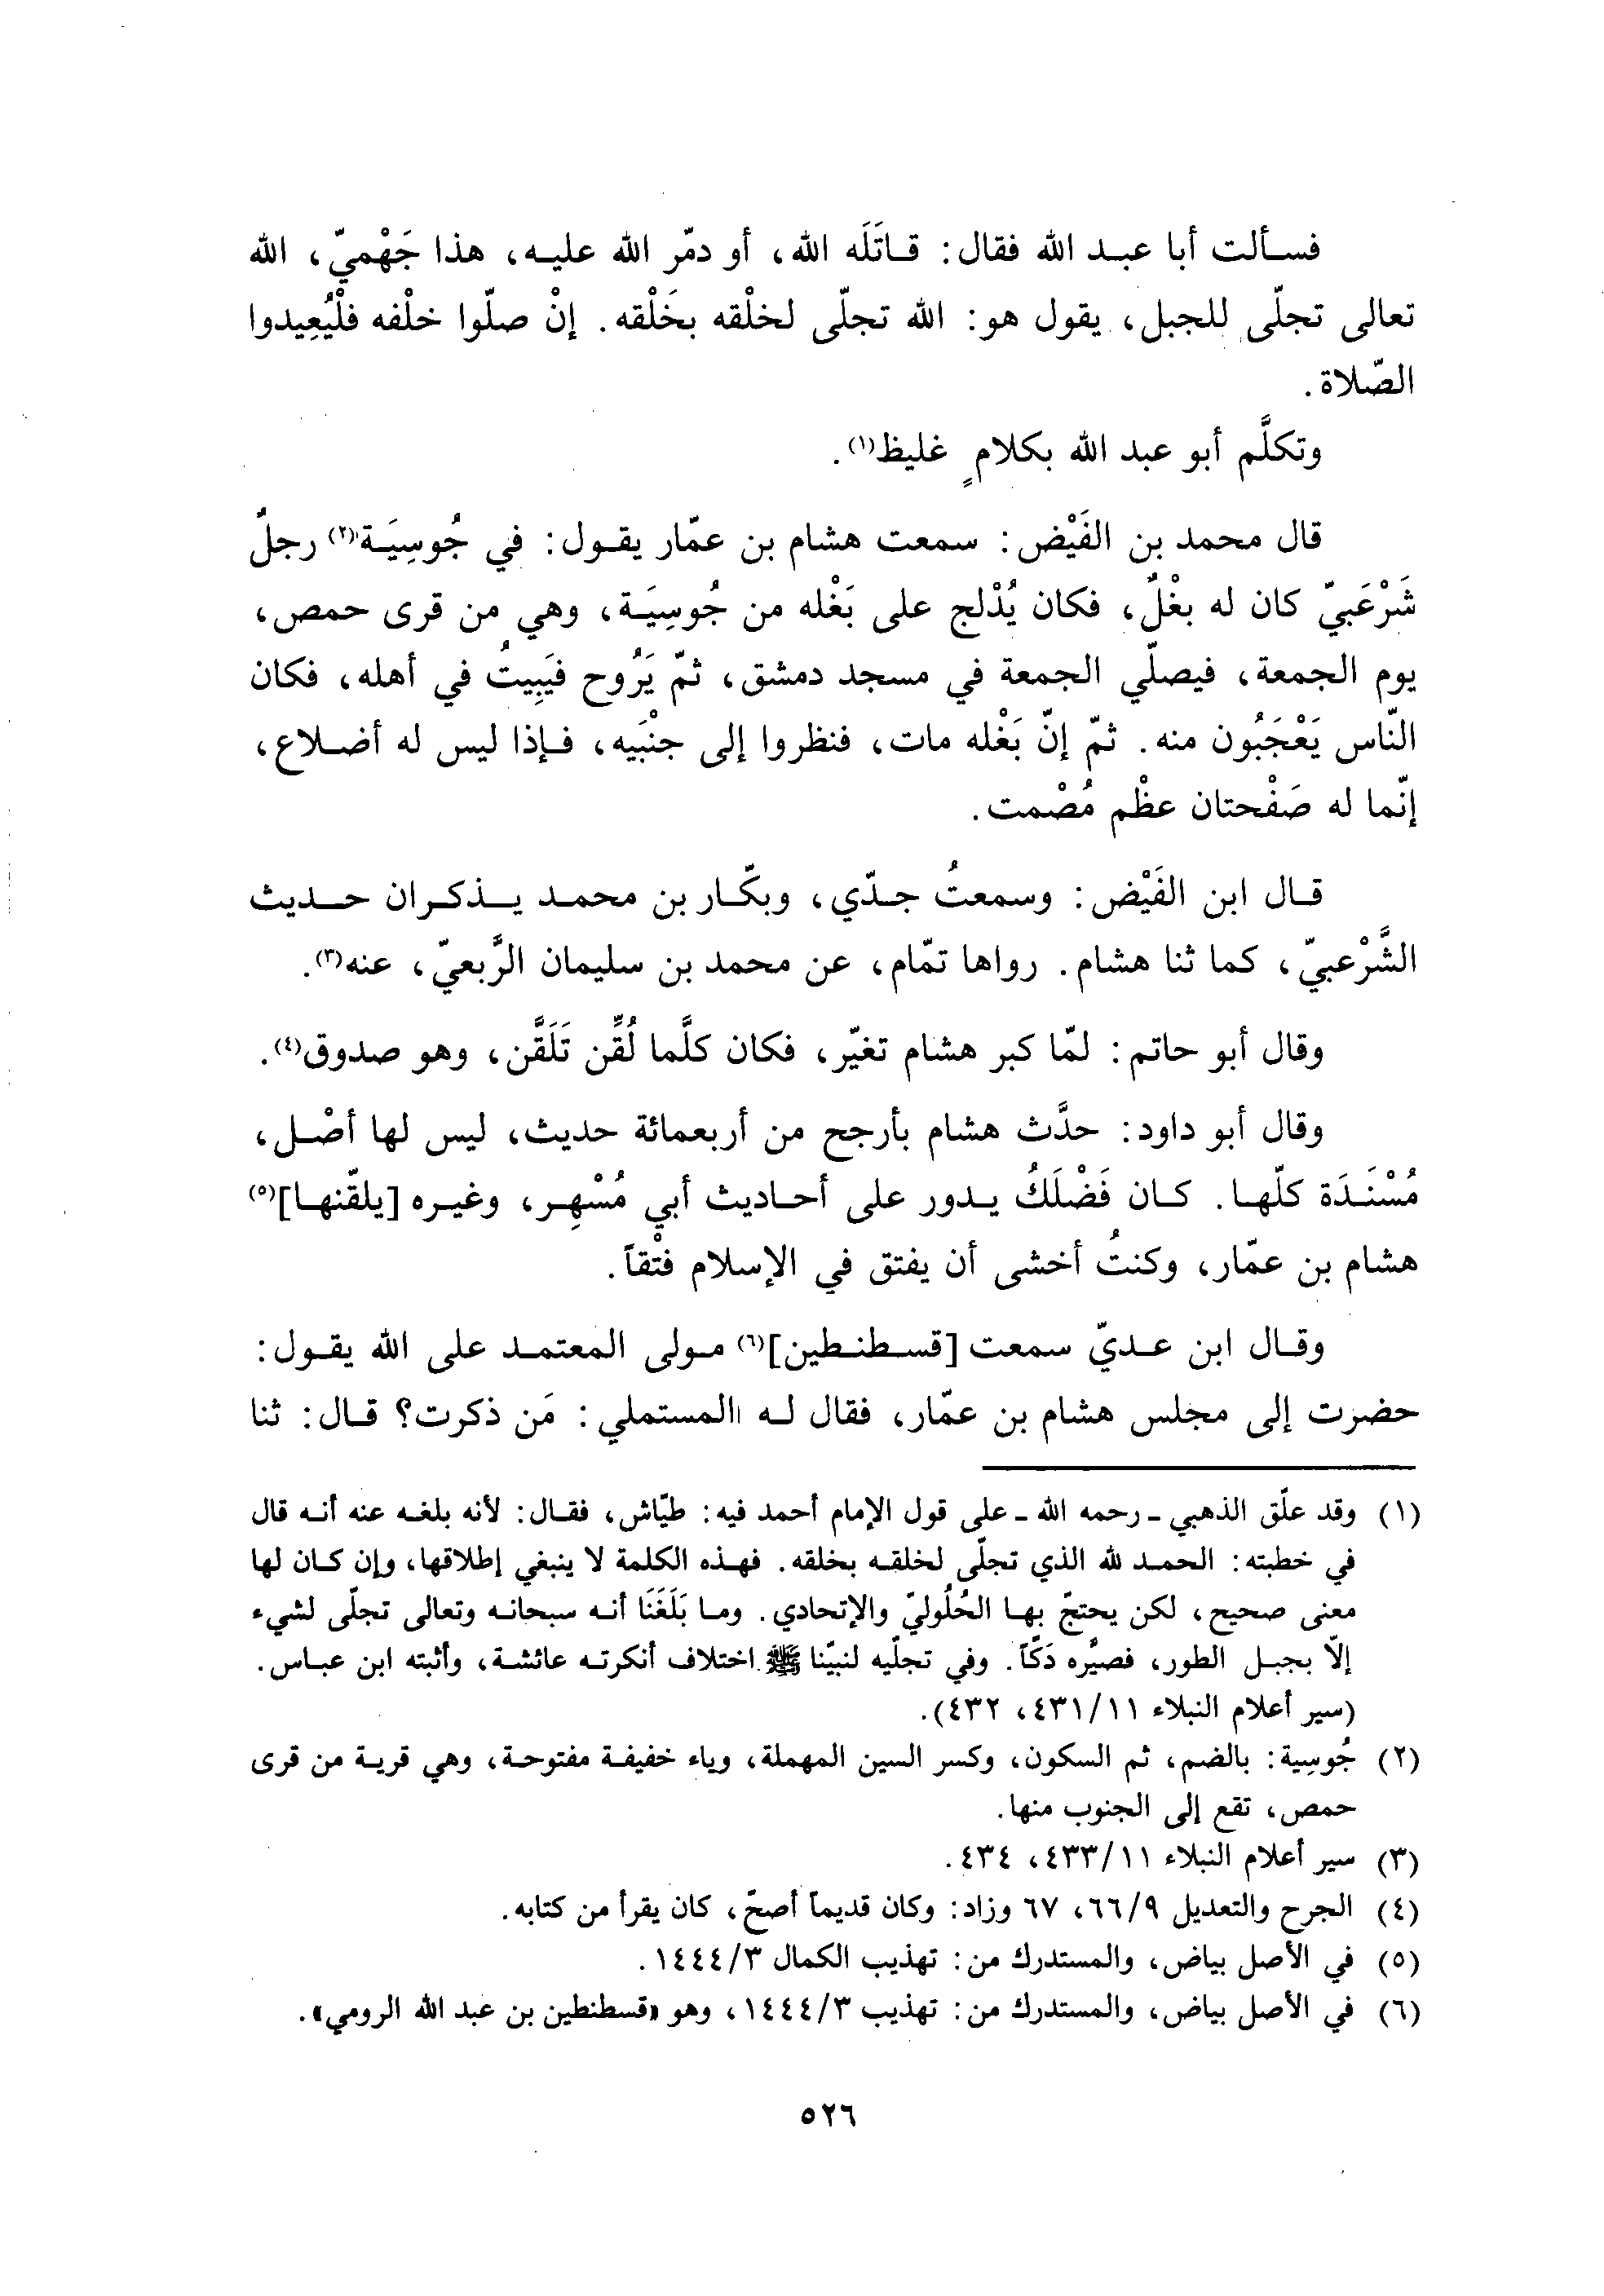 فسألت أبا عبد الله فقال: قاتَلَه الله، أو دمّر الله عليه، هذا جَهْميّ، الله
تعالى تجلّى للجبل، يقول هو: الله تجلّى لخلْقه بخَلْقه. إنْ صلّوا خلْفه فلْيُعِيدوا
الصّلاة.
وتكلَّم أبو عبد الله بكلامٍ غليظ(١).
قال محمد بن الفَيْض: سمعت هشام بن عمّار يقول: في جُوسِيَة(٢) رجلٌ
شَرْعَبيّ كان له بغْلٌ، فكان يُدْلج على بَغْله من جُوسِيَة، وهي من قرى حمص،
يوم الجمعة، فيصلّي الجمعة في مسجد دمشق، ثمّ يَرُوح فيَبِيتُ في أهله، فكان
النّاس يَعْجَبُون منه. ثمّ إنّ بَغْله مات، فنظروا إلى جنْبَيه، فإذا ليس له أضلاع،
إنّما له صَفْحتان عظْم مُصْمت.
قال ابن الفَيْض: وسمعتُ جدّي، وبكّار بن محمد يذكران حديث
الشَّرْعبيّ، كما ثنا هشام. رواها تمّام، عن محمد بن سليمان الرَّبعيّ، عنه(٣).
وقال أبو حاتم: لمّا كبر هشام تغيّر، فكان كلَّما لُقِّن تَلَقَّن، وهو صدوق(٤).
وقال أبو داود: حدَّث هشام بأرجح من أربعمائة حديث، ليس لها أصْل،
مُسْنَدَة كلّها. كان فَضْلَكُ يدور على أحاديث أبي مُسْهِر، وغيره [يلقّنها](٥)
هشام بن عمّار، وكنتُ أخشى أن يفتق في الإسلام فتْقاً.
وقال ابن عديّ سمعت [قسطنطين](٦) مولى المعتمد على الله يقول:
حضرت إلى مجلس هشام بن عمّار، فقال له المستملي: مَن ذكرت؟ قال: ثنا
(١) وقد علّق الذهبي - رحمه الله - على قول الإمام أحمد فيه: طيّاش، فقال: لأنه بلغه عنه أنه قال
في خطبته: الحمد لله الذي تجلّى لخلقه بخلقه. فهذه الكلمة لا ينبغي إطلاقها، وإن كان لها
معنى صحيح، لكن يحتجّ بها الحُلُوليّ والإتحادي. وما بَلَغَنَا أنه سبحانه وتعالى تجلّى لشيء
إلّا بجبل الطور، فصيَّره دَكّاً. وفي تجلّيه لنبيّنا ﷺ اختلاف أنكرته عائشة، وأثبته ابن عباس.
(سير أعلام النبلاء ١١/٤٣١، ٤٣٢).
(٢) جُوسِية: بالضم، ثم السكون، وكسر السين المهملة، وياء خفيفة مفتوحة، وهي قرية من قرى
حمص، تقع إلى الجنوب منها.
(٣) سير أعلام النبلاء ١١/٤٣٣، ٤٣٤.
(٤) الجرح والتعديل ٩/٦٦، ٦٧ وزاد: وكان قديماً أصحّ، كان يقرأ من كتابه.
(٥) في الأصل بياض، والمستدرك من: تهذيب الكمال ٣/١٤٤٤.
(٦) في الأصل بياض، والمستدرك من: تهذيب ٣/١٤٤٤، وهو «قسطنطين بن عبد الله الرومي».
٥٢٦